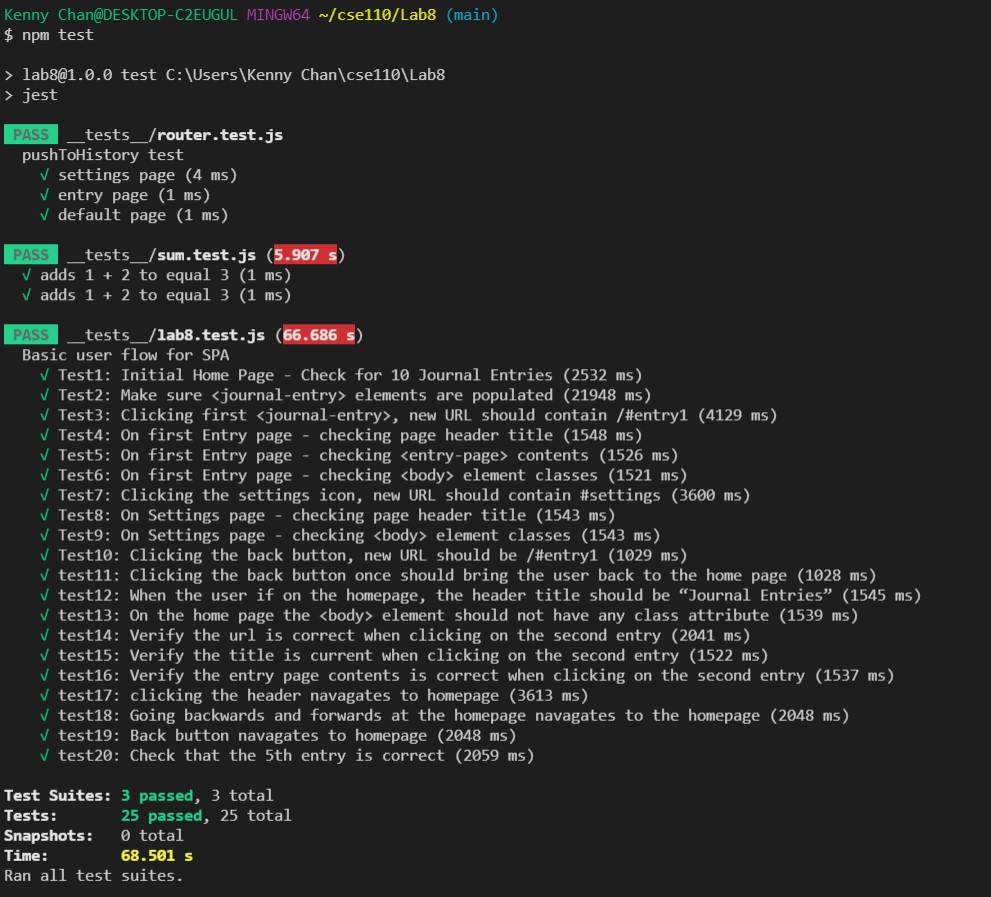 Kenny Chan@DESKTOP-C2EUGUL MINGW64 ~/cse110/Lab8 (main)
$ npm test
> lab8@1.0.0 test C:\Users\Kenny Chan\cse110\Lab8
> jest
PASS __tests__/router.test.js
pushToHistory test
√ settings page (4 ms)
√ entry page (1 ms)
√ default page (1 ms)
PASS __tests__/sum.test.js (5.907 s)
√ adds 1 + 2 to equal 3 (1 ms)
√ adds 1 + 2 to equal 3 (1 ms)
PASS __tests__/lab8.test.js (66.686 s)
Basic user flow for SPA
√ Test1: Initial Home Page - Check for 10 Journal Entries (2532 ms)
√ Test2: Make sure <journal-entry> elements are populated (21948 ms)
√ Test3: Clicking first <journal-entry>, new URL should contain /#entry1 (4129 ms)
√ Test4: On first Entry page - checking page header title (1548 ms)
√ Test5: On first Entry page - checking <entry-page> contents (1526 ms)
√ Test6: On first Entry page - checking <body> element classes (1521 ms)
√ Test7: Clicking the settings icon, new URL should contain #settings (3600 ms)
√ Test8: On Settings page - checking page header title (1543 ms)
√ Test9: On Settings page - checking <body> element classes (1543 ms)
√ Test10: Clicking the back button, new URL should be /#entry1 (1029 ms)
√ test11: Clicking the back button once should bring the user back to the home page (1028 ms)
√ test12: When the user if on the homepage, the header title should be “Journal Entries” (1545 ms)
√ test13: On the home page the <body> element should not have any class attribute (1539 ms)
√ test14: Verify the url is correct when clicking on the second entry (2041 ms)
√ test15: Verify the title is current when clicking on the second entry (1522 ms)
√ test16: Verify the entry page contents is correct when clicking on the second entry (1537 ms)
√ test17: clicking the header navagates to homepage (3613 ms)
√ test18: Going backwards and forwards at the homepage navagates to the homepage (2048 ms)
√ test19: Back button navagates to homepage (2048 ms)
√ test20: Check that the 5th entry is correct (2059 ms)
Test Suites: 3 passed, 3 total
Tests: 25 passed, 25 total
Snapshots: 0 total
Time: 68.501 s
Ran all test suites.